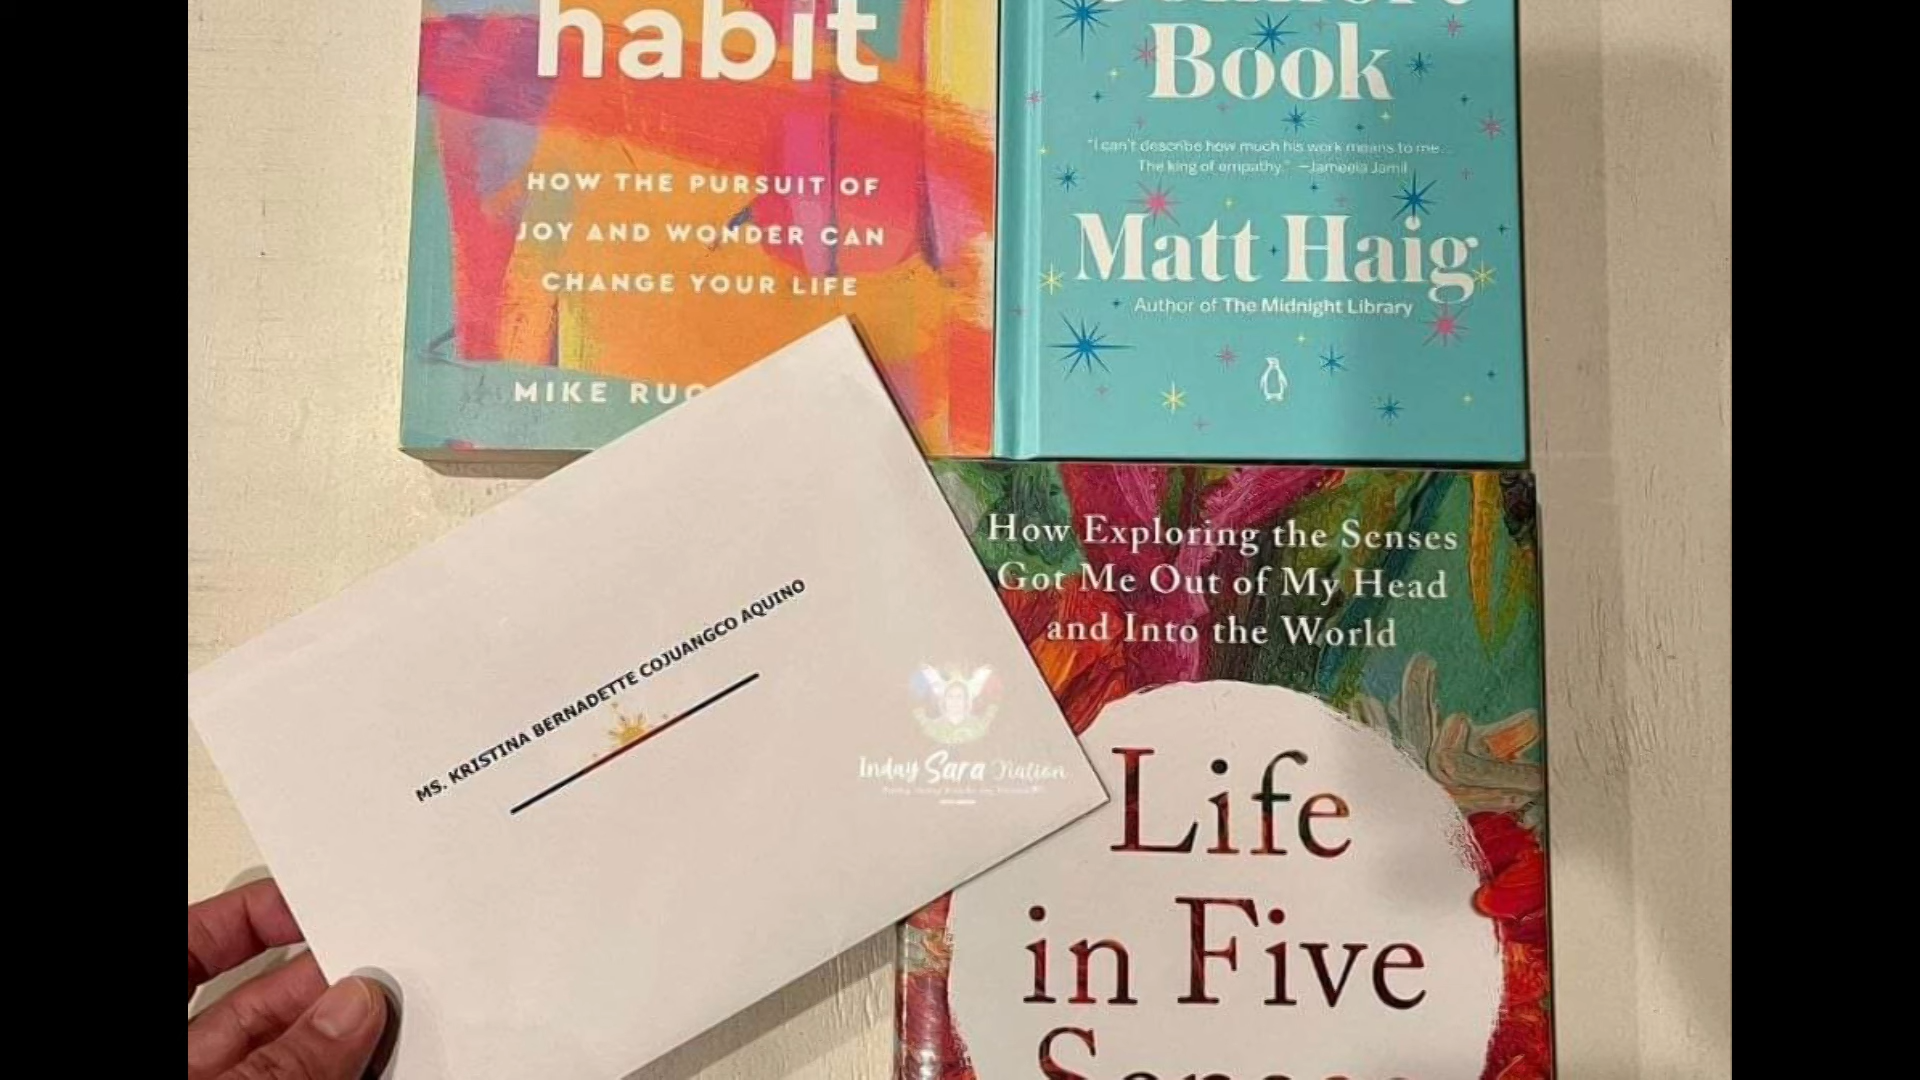 habit
HOW THE PURSUIT OF
JOY AND WONDER CAN
CHANGE YOUR LIFE
MIKE
Book
"I can't describe how much his work means to me...
The king of empathy." —Jameela Jamil
Matt Haig
Author of The Midnight Library
How Exploring the Senses
Got Me Out of My Head
and Into the World
Life
in Five
MS. KRISTINA BERNADETTE COJUANGCO AQUINO
Inday Sara Nation